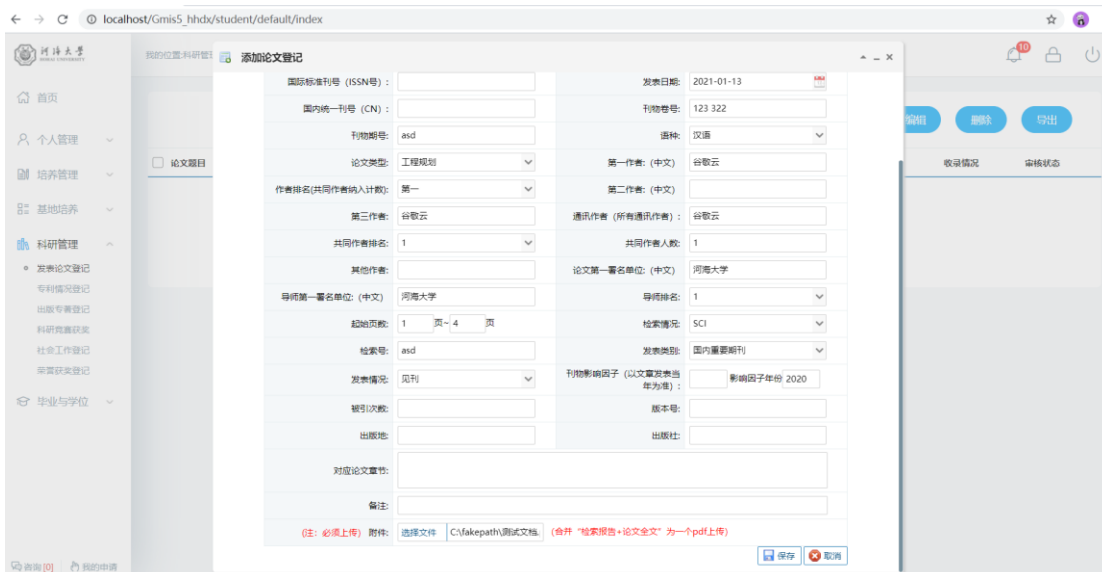 localhost/Gmis5_hhdx/student/default/index
河海大学
HOHAI UNIVERSITY
我的位置:科研管理
添加论文登记
10
首页
个人管理
培养管理
基地培养
科研管理
发表论文登记
专利情况登记
出版专著登记
科研竞赛获奖
社会工作登记
荣誉获奖登记
毕业与学位
咨询[0] 我的申请
编辑 删除 导出
论文题目 收录情况 审核状态
国际标准刊号 (ISSN号) : 发表日期: 2021-01-13
国内统一刊号 (CN) : 刊物卷号: 123 322
刊物期号: asd 语种: 汉语
论文类型: 工程规划 第一作者: (中文) 谷敬云
作者排名(共同作者纳入计数): 第一 第二作者: (中文)
第三作者: 谷敬云 通讯作者 (所有通讯作者) : 谷敬云
共同作者排名: 1 共同作者人数: 1
其他作者: 论文第一署名单位: (中文) 河海大学
导师第一署名单位: (中文) 河海大学 导师排名: 1
起始页数: 1 页~ 4 页 检索情况: SCI
检索号: asd 发表类别: 国内重要期刊
发表情况: 见刊 刊物影响因子 (以文章发表当
年为准) : 影响因子年份 2020
被引次数: 版本号:
出版地: 出版社:
对应论文章节:
备注:
(注: 必须上传) 附件: 选择文件 C:\fakepath\测试文档. (合并 "检索报告+论文全文" 为一个pdf上传)
保存 取消